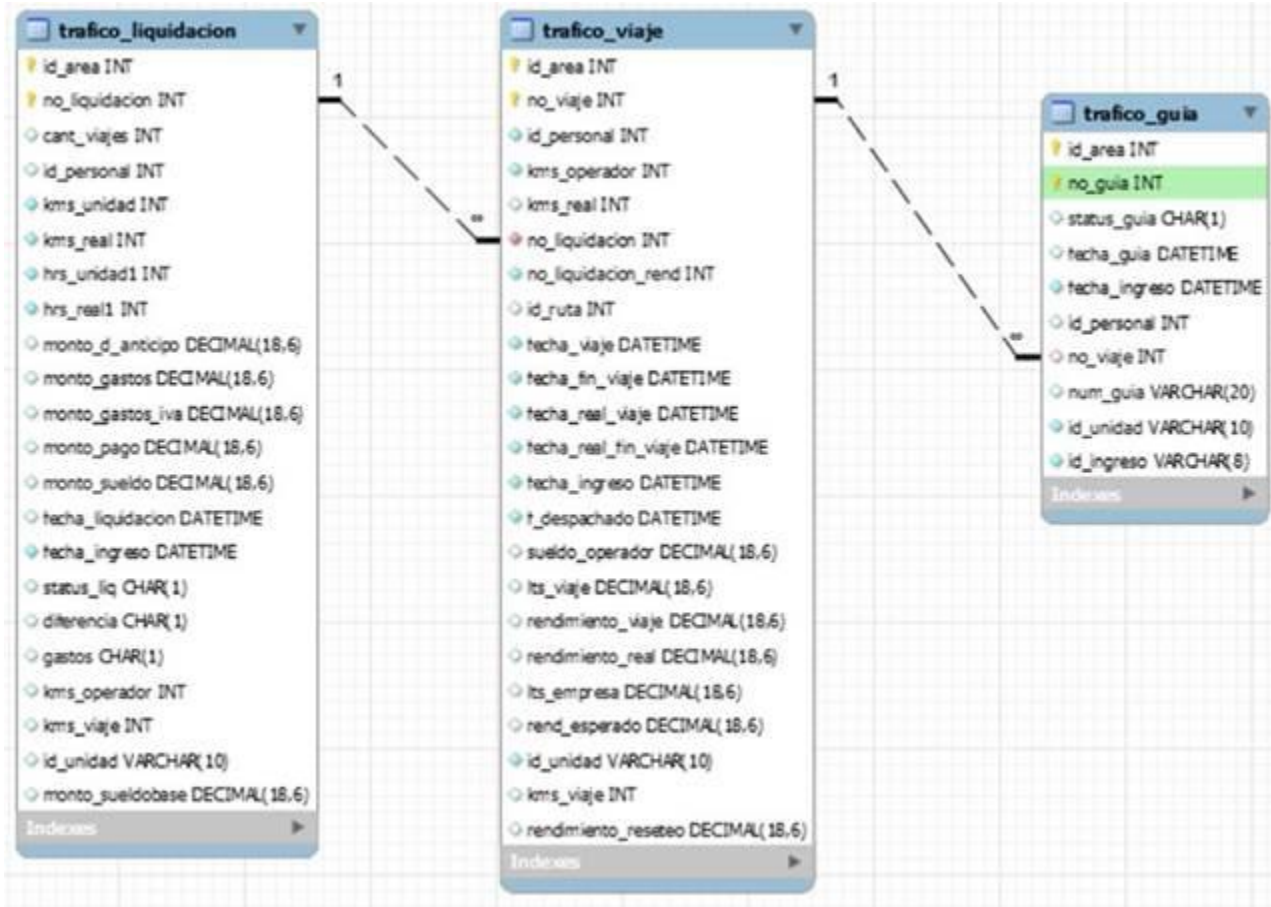 trafico_liquidacion
id_area INT
no_liquidacion INT
cant_viajes INT
id_personal INT
kms_unidad INT
kms_real INT
hrs_unidad1 INT
hrs_real1 INT
monto_d_anticipo DECIMAL(18,6)
monto_gastos DECIMAL(18,6)
monto_gastos_iva DECIMAL(18,6)
monto_pago DECIMAL(18,6)
monto_sueldo DECIMAL(18,6)
fecha_liquidacion DATETIME
fecha_ingreso DATETIME
status_liq CHAR(1)
diferencia CHAR(1)
gastos CHAR(1)
kms_operador INT
kms_viaje INT
id_unidad VARCHAR(10)
monto_sueldobase DECIMAL(18,6)
Indexes
1
∞
trafico_viaje
id_area INT
no_viaje INT
id_personal INT
kms_operador INT
kms_real INT
no_liquidacion INT
no_liquidacion_rend INT
id_ruta INT
fecha_viaje DATETIME
fecha_fin_viaje DATETIME
fecha_real_viaje DATETIME
fecha_real_fin_viaje DATETIME
fecha_ingreso DATETIME
f_despachado DATETIME
sueldo_operador DECIMAL(18,6)
lts_viaje DECIMAL(18,6)
rendimiento_viaje DECIMAL(18,6)
rendimiento_real DECIMAL(18,6)
lts_empresa DECIMAL(18,6)
rend_esperado DECIMAL(18,6)
id_unidad VARCHAR(10)
kms_viaje INT
rendimiento_reseteo DECIMAL(18,6)
Indexes
1
∞
trafico_guia
id_area INT
no_guia INT
status_guia CHAR(1)
fecha_guia DATETIME
fecha_ingreso DATETIME
id_personal INT
no_viaje INT
num_guia VARCHAR(20)
id_unidad VARCHAR(10)
id_ingreso VARCHAR(8)
Indexes